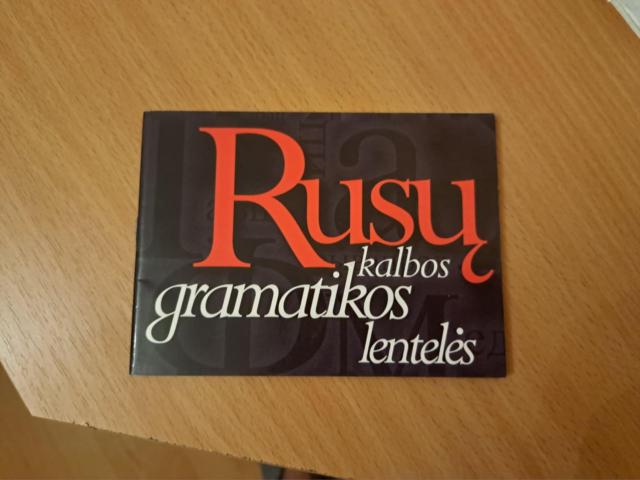 Rusų
kalbos
gramatikos
lentelės